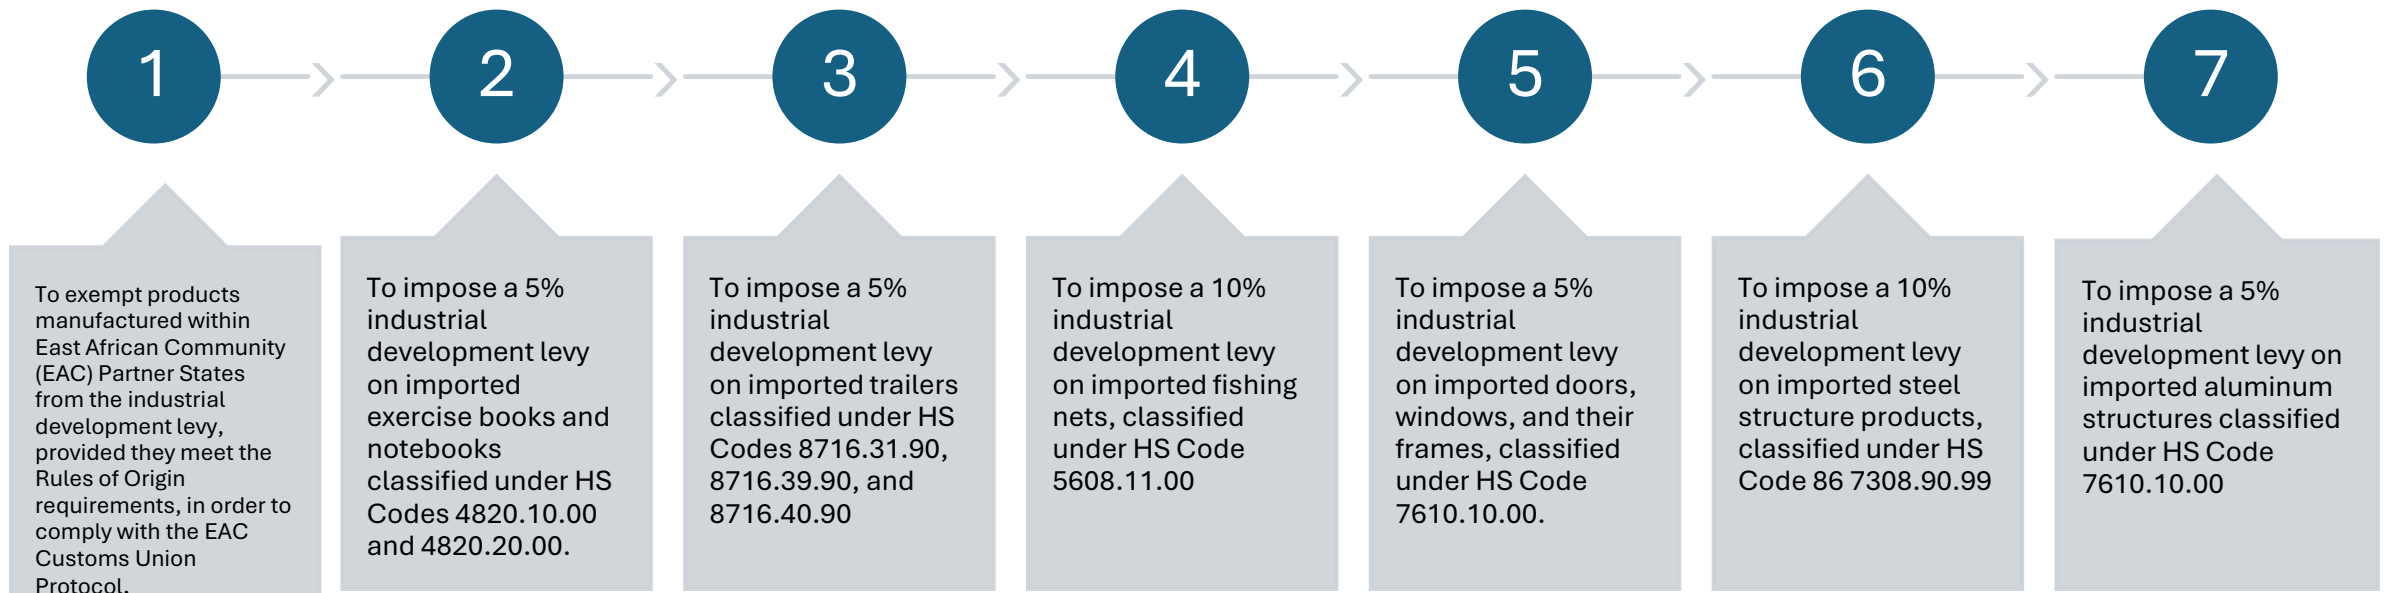 1
2
3
4
5
6
7
To exempt products
manufactured within
East African Community
(EAC) Partner States
from the industrial
development levy,
provided they meet the
Rules of Origin
requirements, in order to
comply with the EAC
Customs Union
Protocol.
To impose a 5%
industrial
development levy
on imported
exercise books and
notebooks
classified under HS
Codes 4820.10.00
and 4820.20.00.
To impose a 5%
industrial
development levy
on imported trailers
classified under HS
Codes 8716.31.90,
8716.39.90, and
8716.40.90
To impose a 10%
industrial
development levy
on imported fishing
nets, classified
under HS Code
5608.11.00
To impose a 5%
industrial
development levy
on imported doors,
windows, and their
frames, classified
under HS Code
7610.10.00.
To impose a 10%
industrial
development levy
on imported steel
structure products,
classified under HS
Code 86 7308.90.99
To impose a 5%
industrial
development levy on
imported aluminum
structures classified
under HS Code
7610.10.00